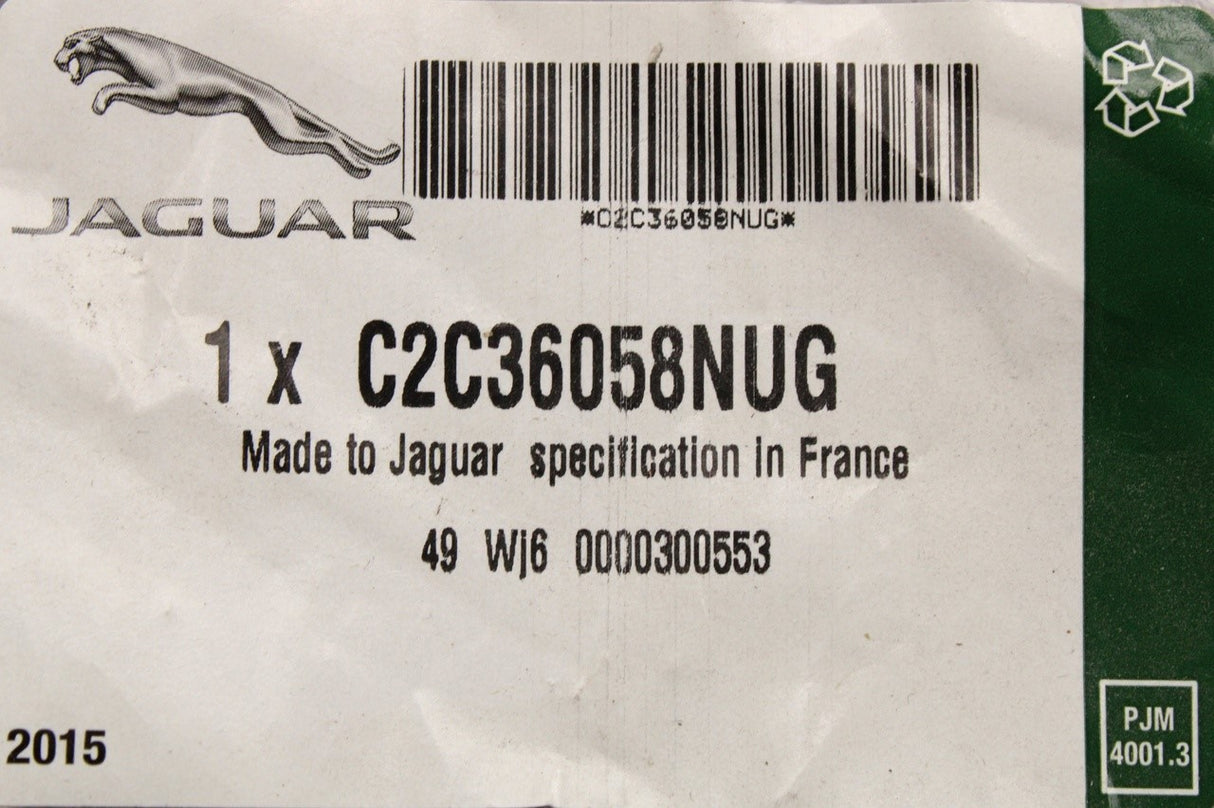 JAGUAR
*C2C36058NUG*
1 x C2C36058NUG
Made to Jaguar specification in France
49 Wj6 0000300553
2015
PJM
4001.3